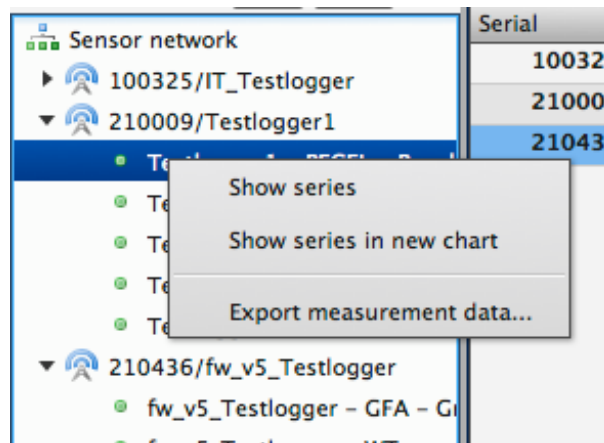 Sensor network
Serial
100325/IT_Testlogger
10032
210009/Testlogger1
21000
21043
Show series
Show series in new chart
Export measurement data...
210436/fw_v5_Testlogger
fw_v5_Testlogger – GFA – G